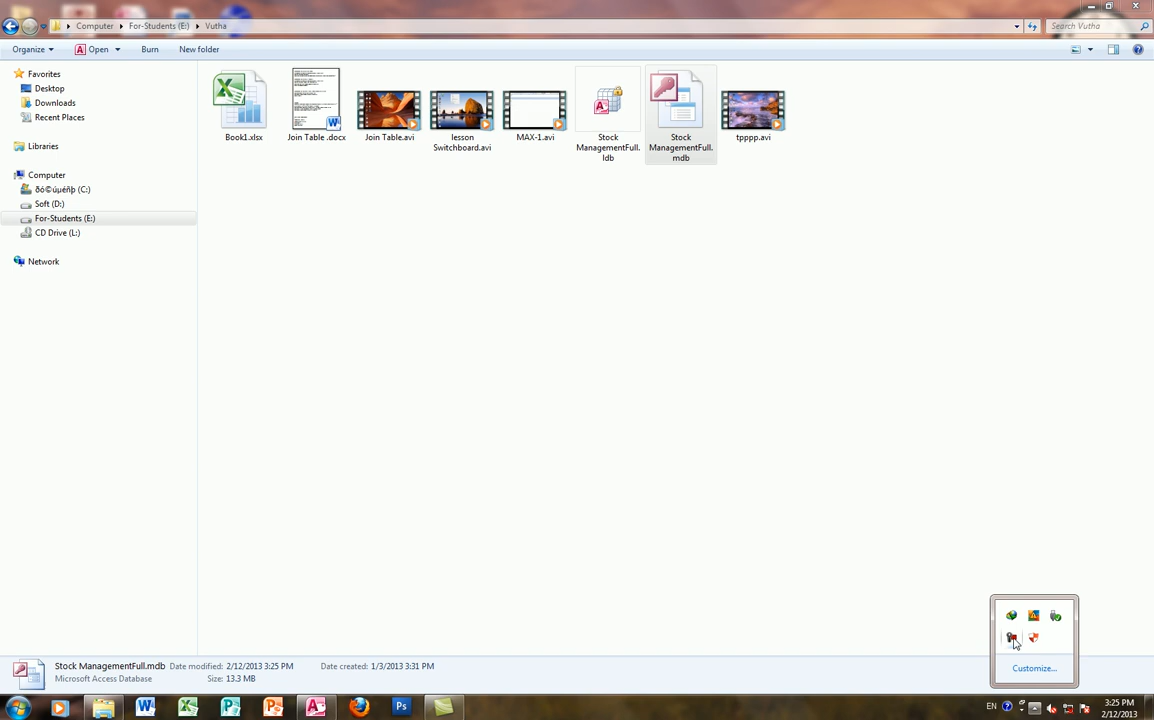 Computer ▸ For-Students (E:) ▸ Vutha
Search Vutha
Organize Open Burn New folder
Favorites
Desktop
Downloads
Recent Places
Libraries
Computer
ðó©úµéñþ (C:)
Soft (D:)
For-Students (E:)
CD Drive (L:)
Network
Book1.xlsx
Join Table .docx
Join Table.avi
lesson
Switchboard.avi
MAX-1.avi
Stock
ManagementFull.
ldb
Stock
ManagementFull.
mdb
tpppp.avi
Customize...
Stock ManagementFull.mdb Date modified: 2/12/2013 3:25 PM Date created: 1/3/2013 3:31 PM
Microsoft Access Database Size: 13.3 MB
EN
3:25 PM
2/12/2013